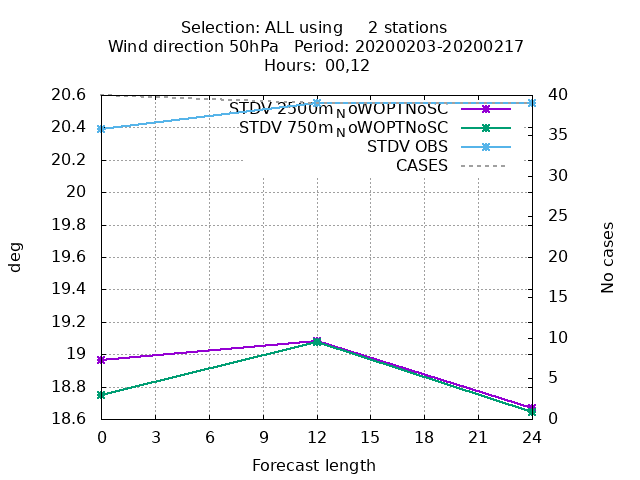 Selection: ALL using 2 stations
Wind direction 50hPa Period: 20200203-20200217
Hours: 00,12
STDV 2500mNoWOPTNoSC
STDV 750mNoWOPTNoSC
STDV OBS
CASES
20.6
20.4
20.2
20
19.8
19.6
19.4
19.2
19
18.8
18.6
40
35
30
25
20
15
10
5
0
deg
No cases
0 3 6 9 12 15 18 21 24
Forecast length